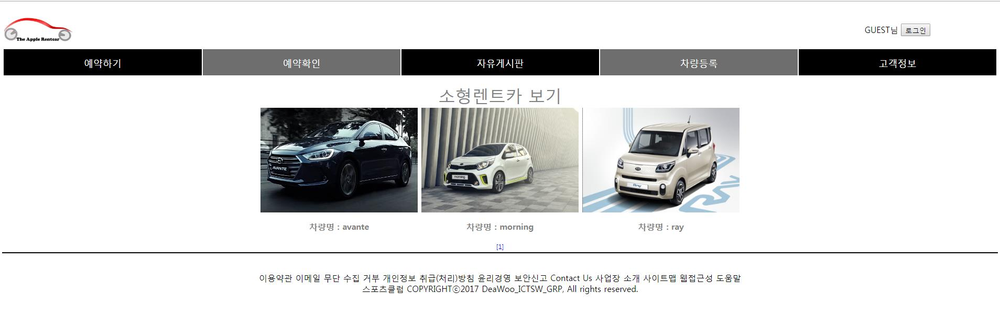 The Apple Rentcar
GUEST님 로그인
예약하기 예약확인 자유게시판 차량등록 고객정보
소형렌트카 보기
AVANTE morning Ray
차량명 : avante 차량명 : morning 차량명 : ray
[1]
이용약관 이메일 무단 수집 거부 개인정보 취급(처리)방침 윤리경영 보안신고 Contact Us 사업장 소개 사이트맵 웹접근성 도움말
스포츠클럽 COPYRIGHTⓒ2017 DeaWoo_ICTSW_GRP, All rights reserved.